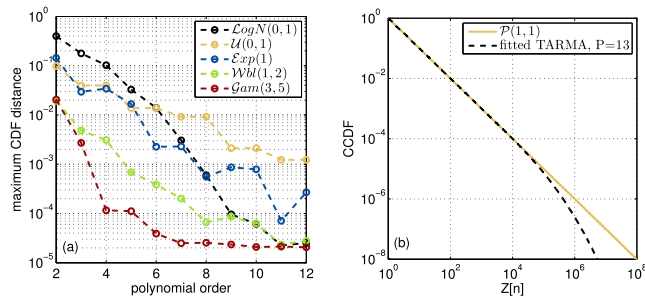 10^0
10^-1
10^-2
10^-3
10^-4
10^-5
maximum CDF distance
2
4
6
8
10
12
polynomial order
(a)
LogN(0, 1)
U(0, 1)
Exp(1)
Wbl(1, 2)
Gam(3, 5)
10^0
10^-2
10^-4
10^-6
10^-8
CCDF
10^0
10^2
10^4
10^6
10^8
Z[n]
(b)
P(1, 1)
fitted TARMA, P=13